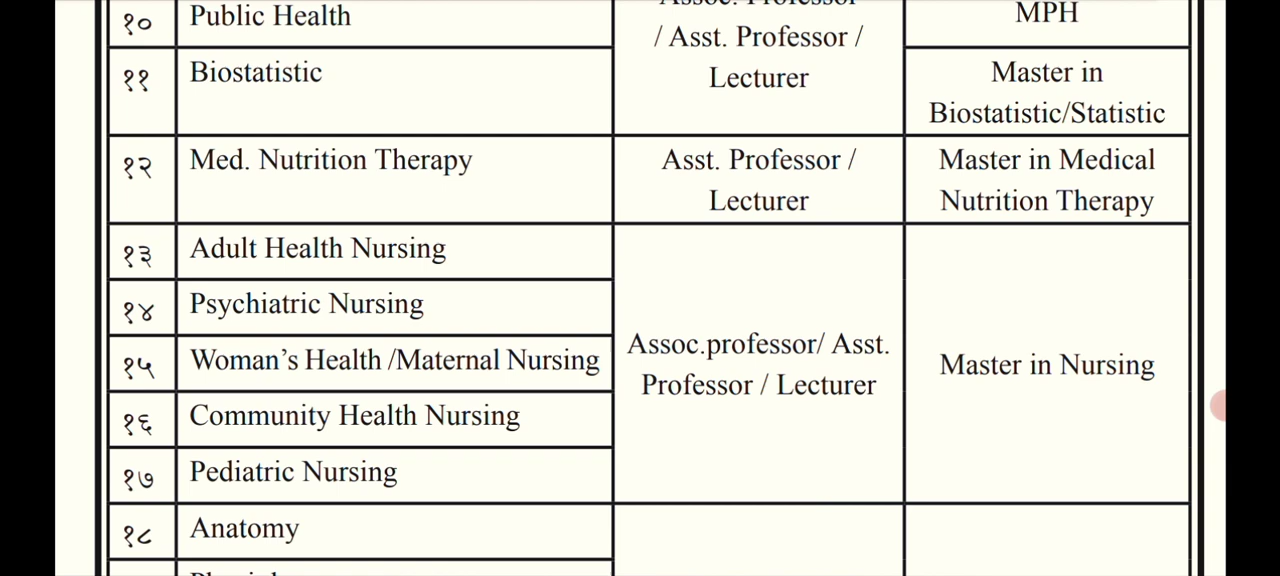 १० Public Health
Assoc. Professor
/ Asst. Professor /
Lecturer
MPH
११ Biostatistic
Master in
Biostatistic/Statistic
१२ Med. Nutrition Therapy
Asst. Professor /
Lecturer
Master in Medical
Nutrition Therapy
१३ Adult Health Nursing
१४ Psychiatric Nursing
१५ Woman’s Health /Maternal Nursing
१६ Community Health Nursing
१७ Pediatric Nursing
Assoc.professor/ Asst.
Professor / Lecturer
Master in Nursing
१८ Anatomy